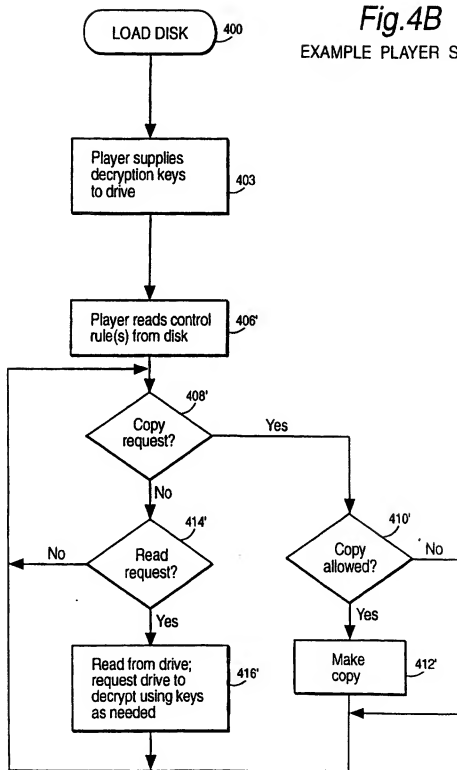 Fig.4B
EXAMPLE PLAYER S
LOAD DISK
400
Player supplies
decryption keys
to drive
403
Player reads control
rule(s) from disk
406'
408'
Copy
request?
Yes
No
414'
Read
request?
No
Yes
410'
Copy
allowed?
No
Yes
Read from drive;
request drive to
decrypt using keys
as needed
416'
Make
copy
412'